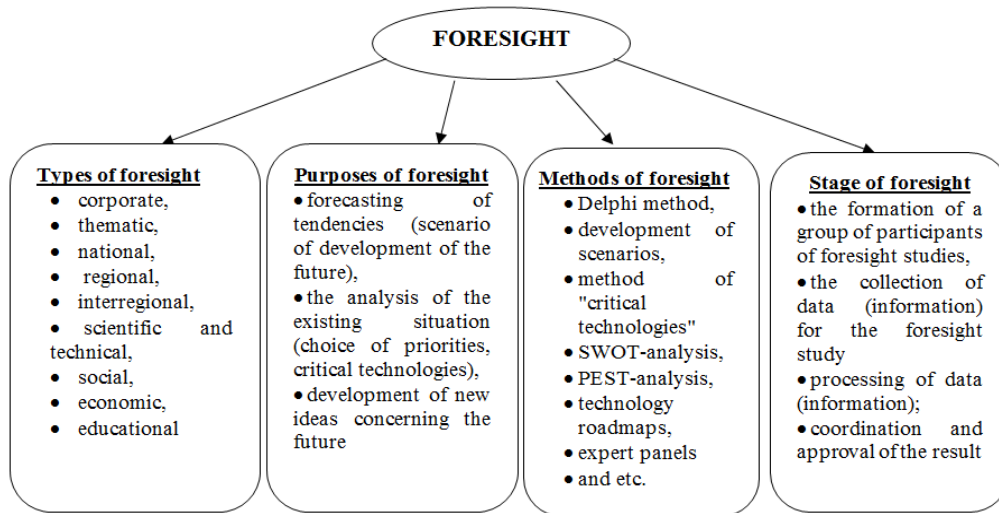 FORESIGHT
Types of foresight
• corporate,
• thematic,
• national,
• regional,
• interregional,
• scientific and
technical,
• social,
• economic,
• educational
Purposes of foresight
• forecasting of
tendencies (scenario
of development of the
future),
• the analysis of the
existing situation
(choice of priorities,
critical technologies),
• development of new
ideas concerning the
future
Methods of foresight
• Delphi method,
• development of
scenarios,
• method of
"critical
technologies"
• SWOT-analysis,
• PEST-analysis,
• technology
roadmaps,
• expert panels
• and etc.
Stage of foresight
• the formation of a
group of participants
of foresight studies,
• the collection of
data (information)
for the foresight
study
• processing of data
(information);
• coordination and
approval of the result